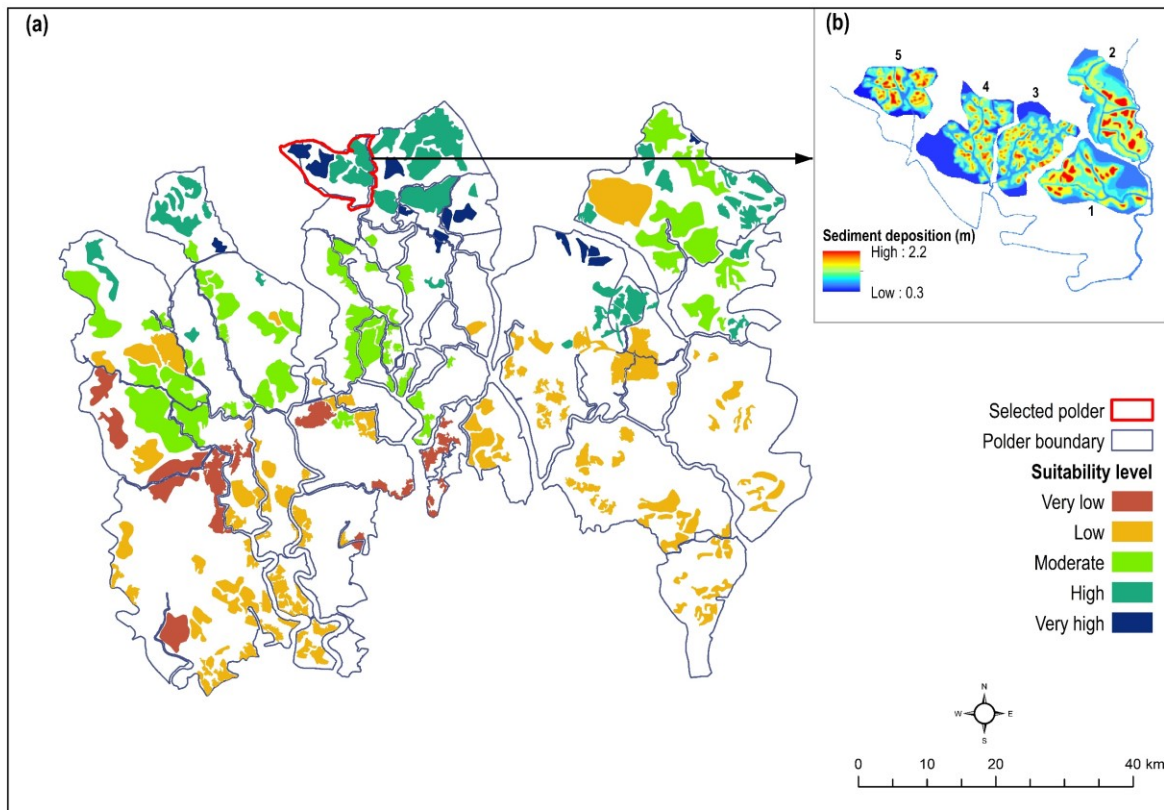 (a)
(b)
5
2
4
3
1
Sediment deposition (m)
High : 2.2
Low : 0.3
Selected polder
Polder boundary
Suitability level
Very low
Low
Moderate
High
Very high
N
W E
S
0 10 20 40 km